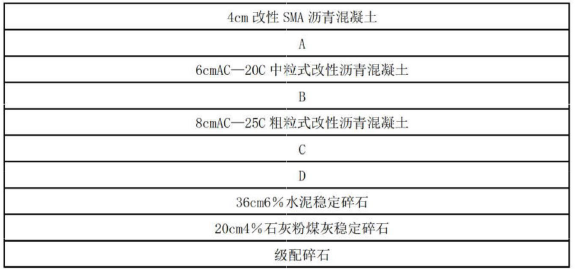 4cm 改性 SMA 沥青混凝土
A
6cmAC—20C 中粒式改性沥青混凝土
B
8cmAC—25C 粗粒式改性沥青混凝土
C
D
36cm6％水泥稳定碎石
20cm4％石灰粉煤灰稳定碎石
级配碎石